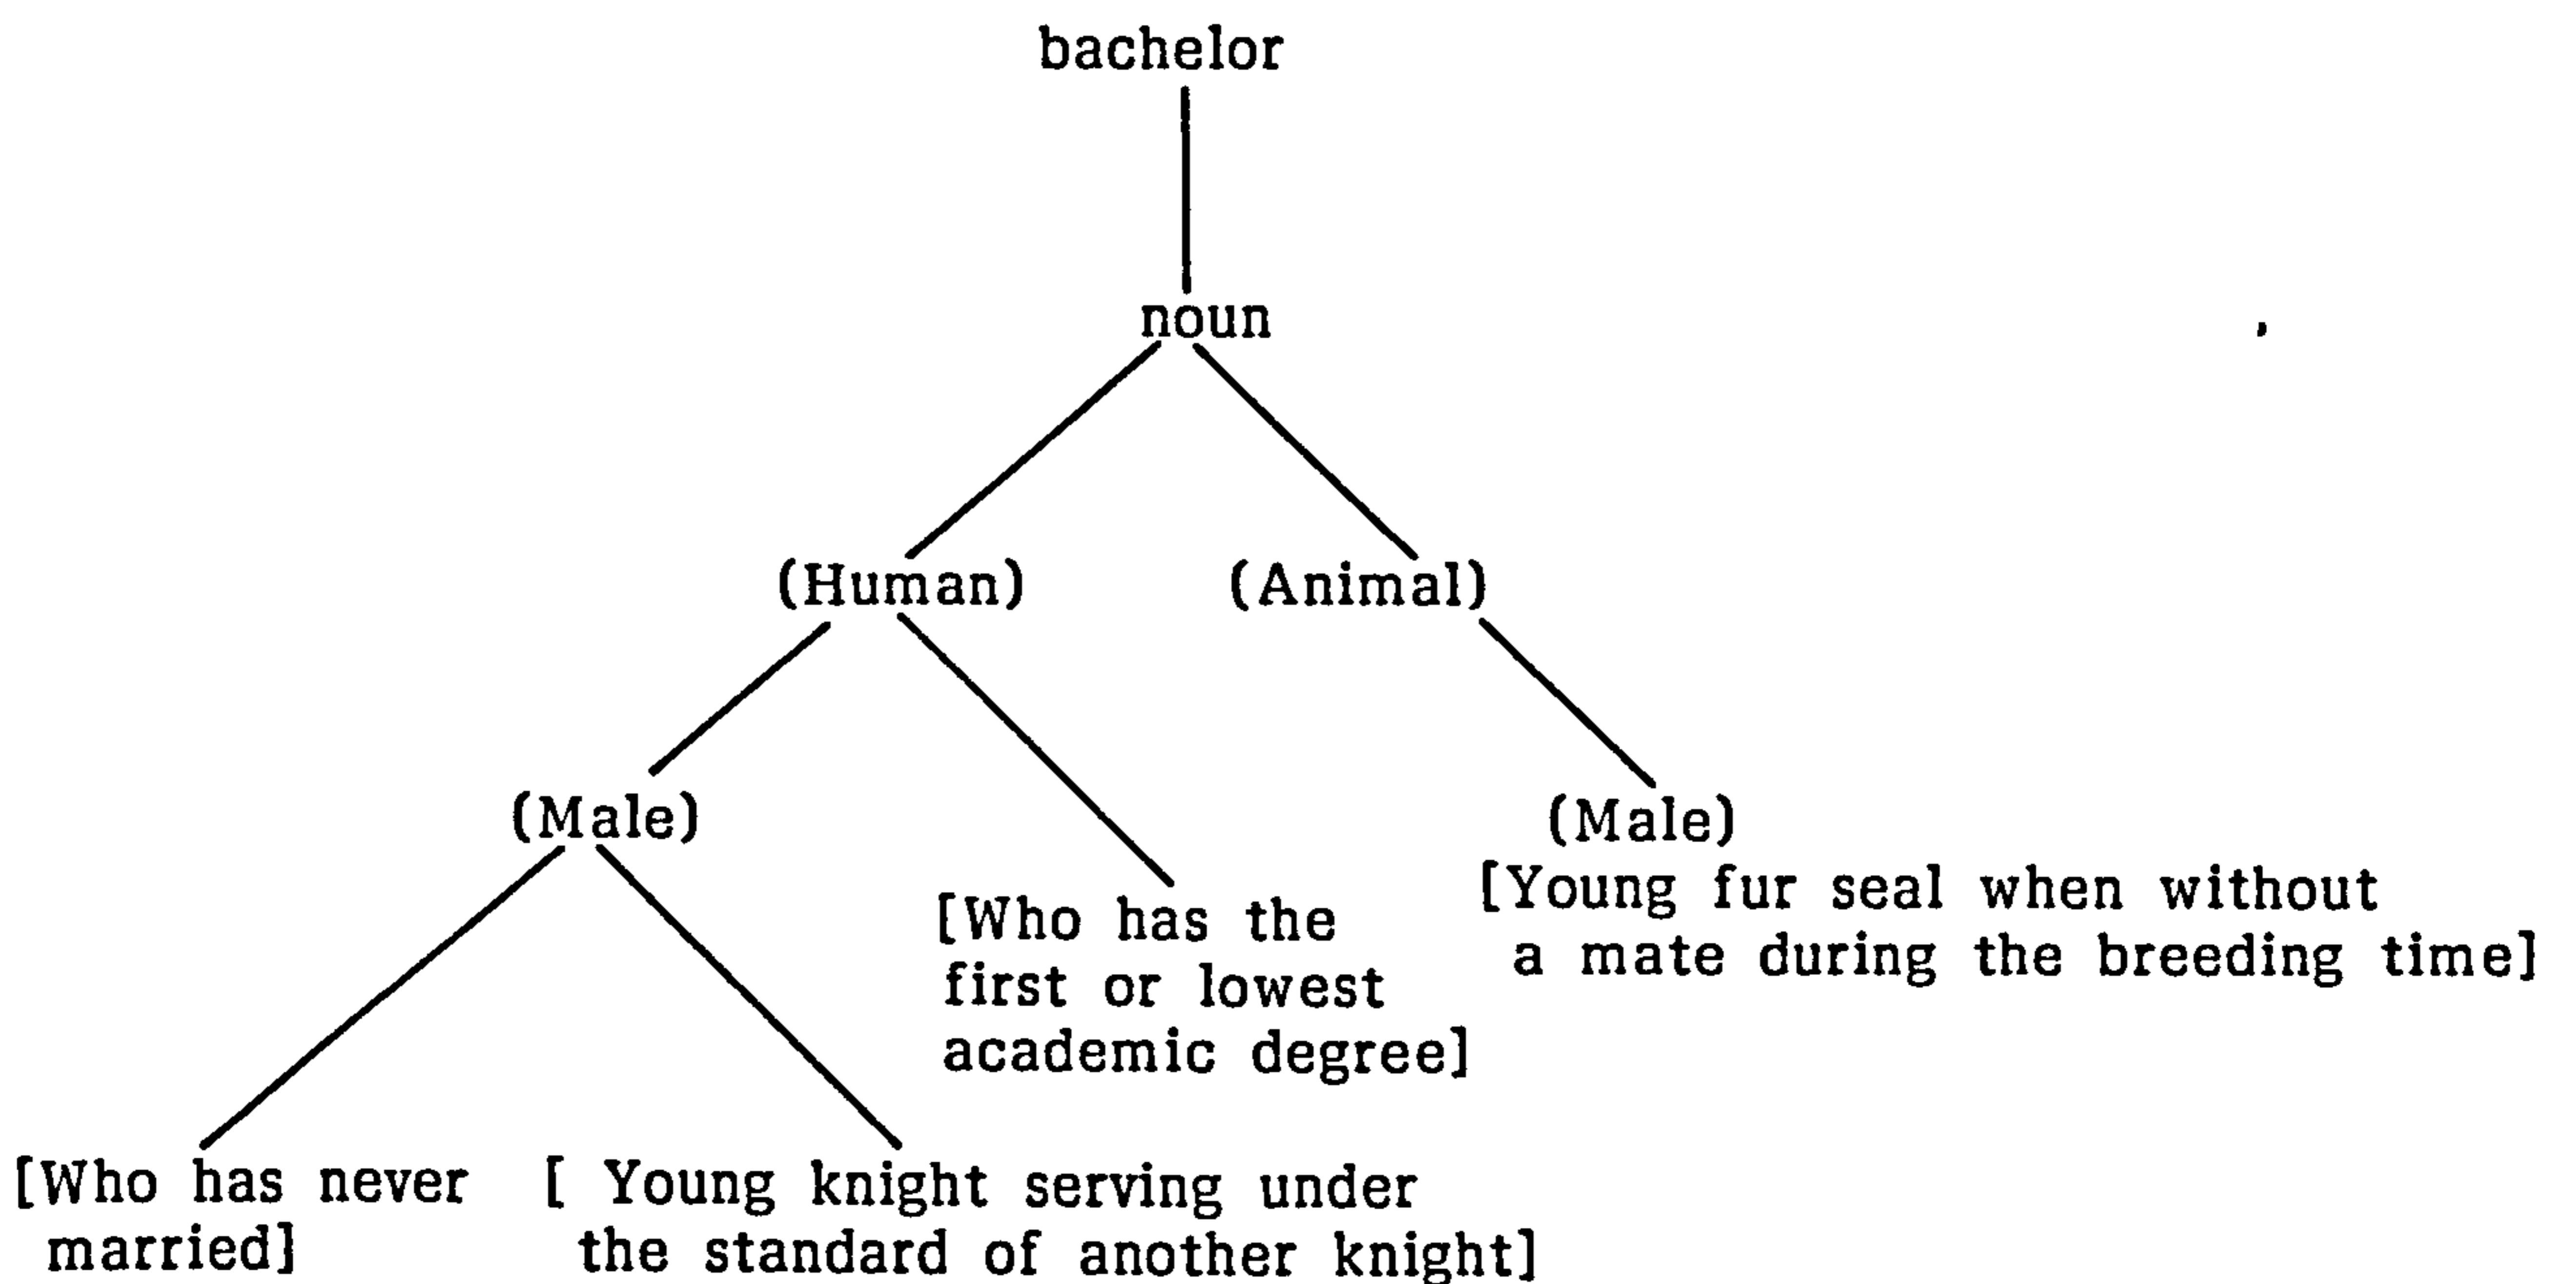 bachelor
noun
(Human) (Animal)
(Male) (Male)
[Who has the
first or lowest
academic degree]
[Young fur seal when without
a mate during the breeding time]
[Who has never
married]
[ Young knight serving under
the standard of another knight]